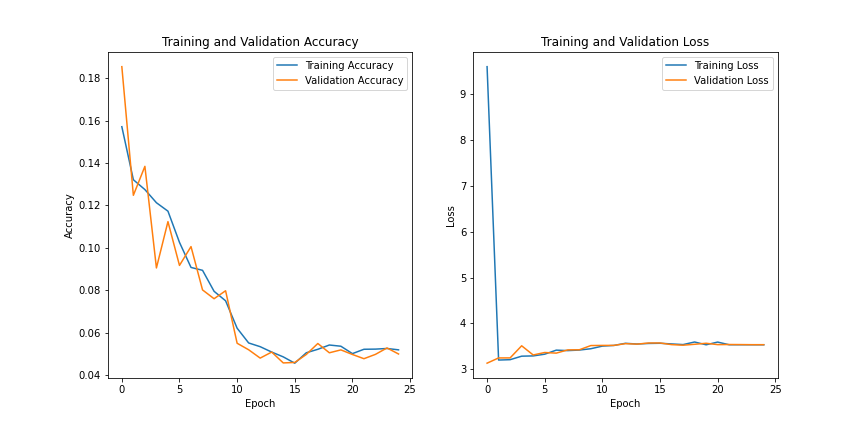 Training and Validation Accuracy
Training Accuracy
Validation Accuracy
0.18
0.16
0.14
0.12
0.10
0.08
0.06
0.04
Accuracy
0
5
10
15
20
25
Epoch
Training and Validation Loss
Training Loss
Validation Loss
9
8
7
6
5
4
3
Loss
0
5
10
15
20
25
Epoch